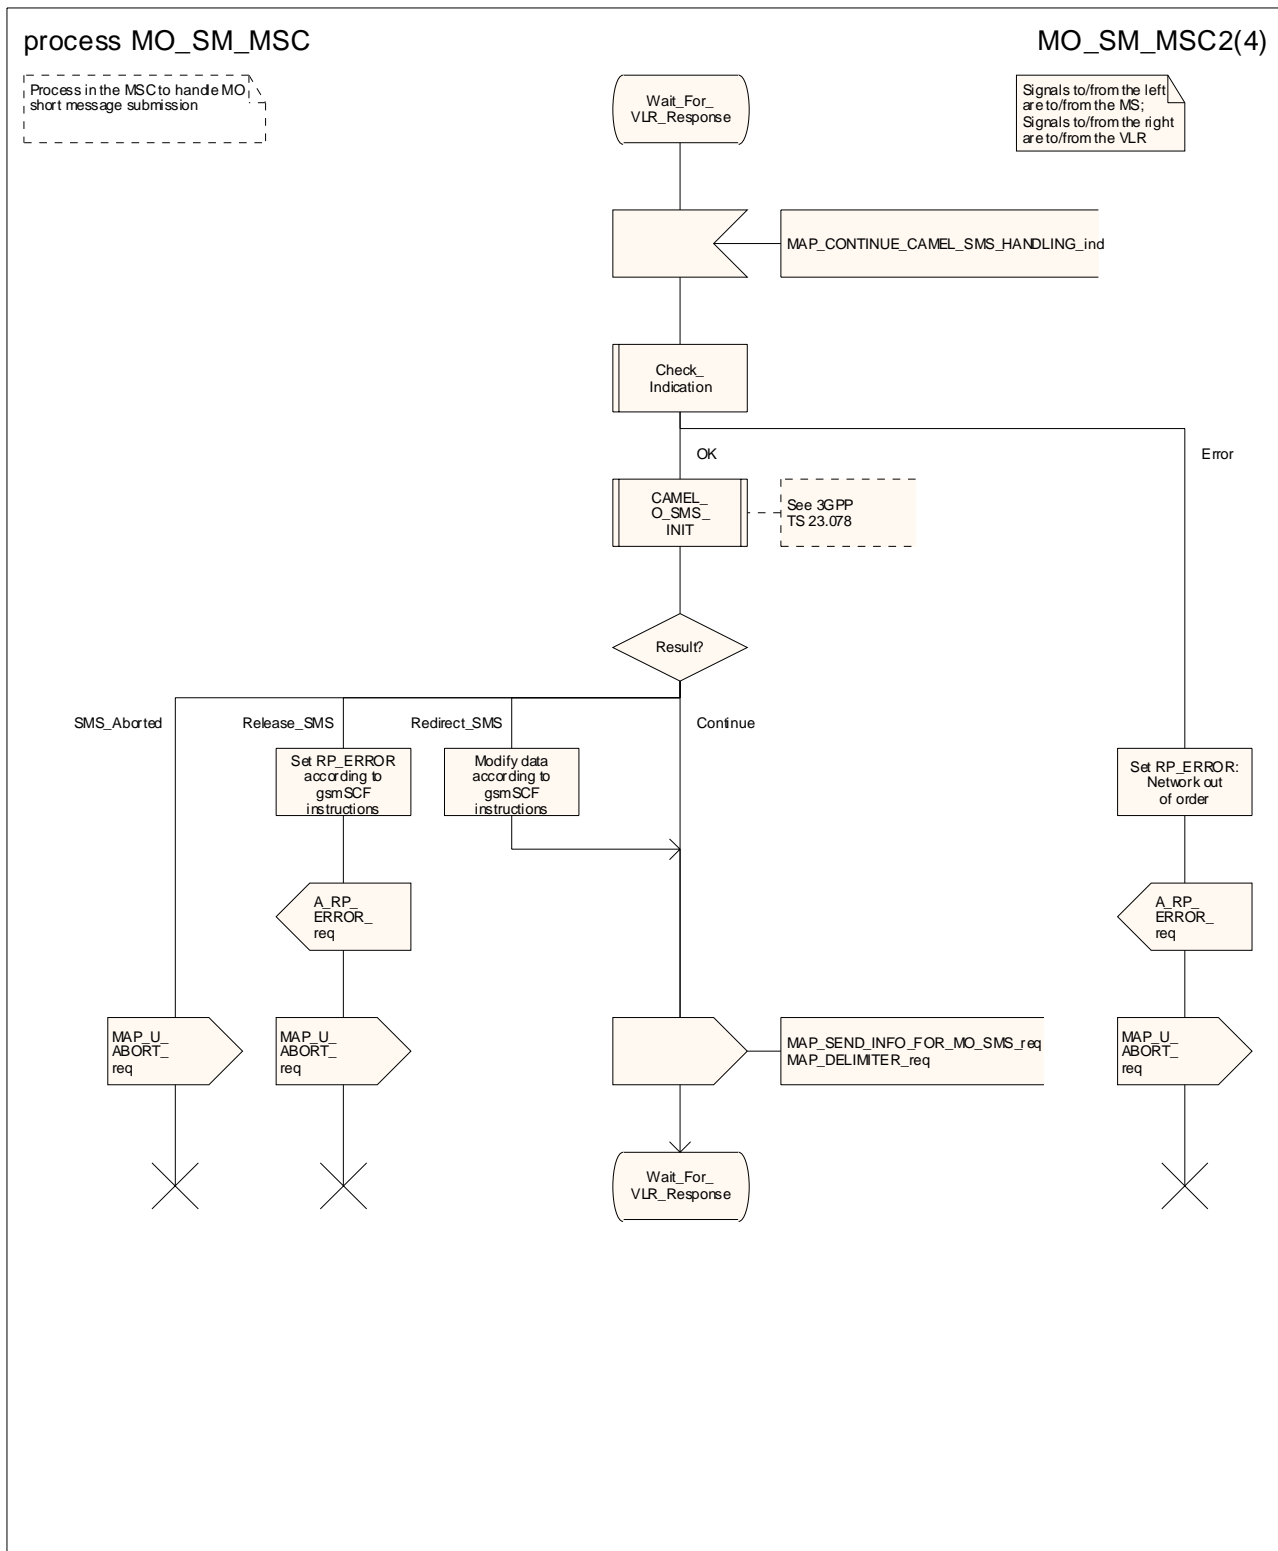 process MO_SM_MSC
MO_SM_MSC2(4)
Process in the MSC to handle MO
short message submission
Wait_For_
VLR_Response
Signals to/from the left
are to/from the MS;
Signals to/from the right
are to/from the VLR
MAP_CONTINUE_CAMEL_SMS_HANDLING_ind
Check_
Indication
OK
Error
CAMEL_
O_SMS_
INIT
See 3GPP
TS 23.078
Result?
SMS_Aborted
Release_SMS
Redirect_SMS
Continue
Set RP_ERROR
according to
gsmSCF
instructions
Modify data
according to
gsmSCF
instructions
Set RP_ERROR:
Network out
of order
A_RP_
ERROR_
req
A_RP_
ERROR_
req
MAP_U_
ABORT_
req
MAP_U_
ABORT_
req
MAP_SEND_INFO_FOR_MO_SMS_req
MAP_DELIMITER_req
MAP_U_
ABORT_
req
Wait_For_
VLR_Response